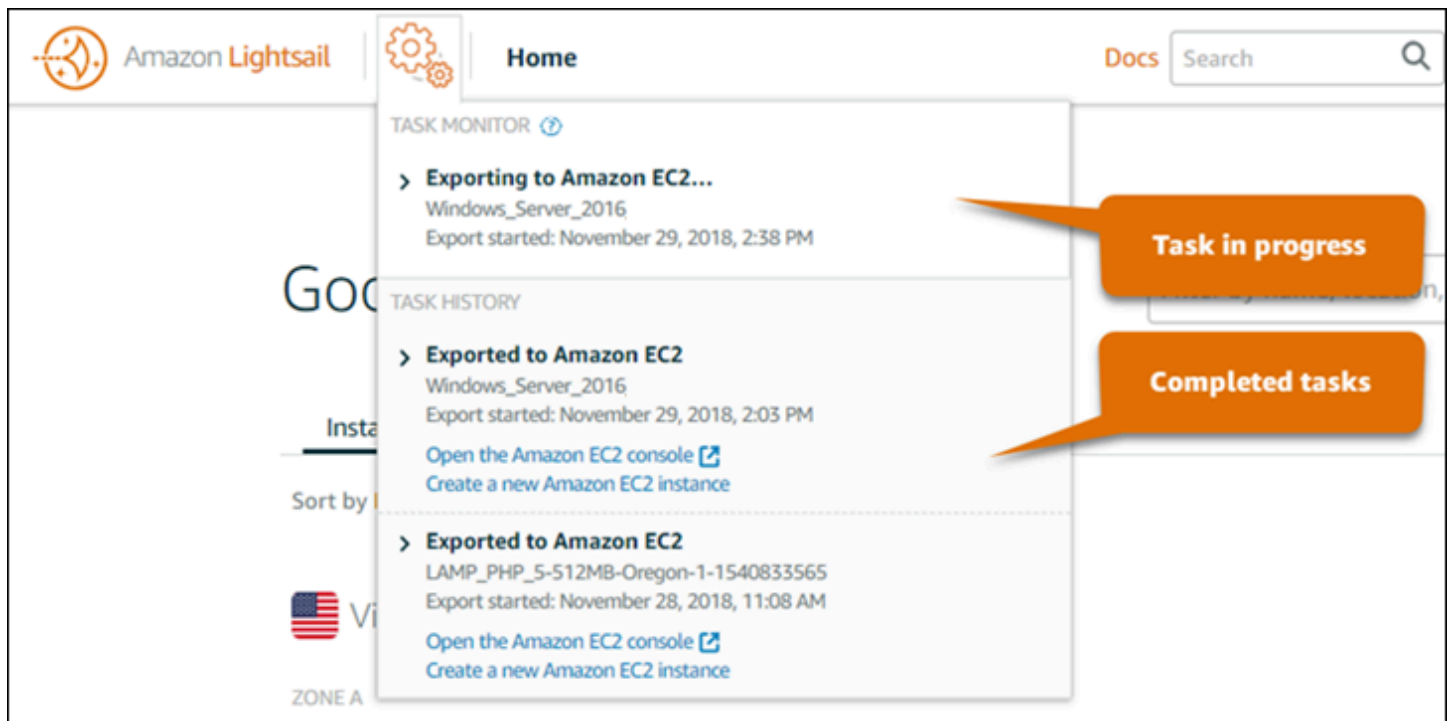 Amazon Lightsail
Home
Docs
Search
TASK MONITOR
Exporting to Amazon EC2...
Windows_Server_2016
Export started: November 29, 2018, 2:38 PM
Task in progress
TASK HISTORY
Exported to Amazon EC2
Windows_Server_2016
Export started: November 29, 2018, 2:03 PM
Completed tasks
Open the Amazon EC2 console
Create a new Amazon EC2 instance
Sort by
Exported to Amazon EC2
LAMP_PHP_5-512MB-Oregon-1-1540833565
Export started: November 28, 2018, 11:08 AM
Open the Amazon EC2 console
Create a new Amazon EC2 instance
ZONE A